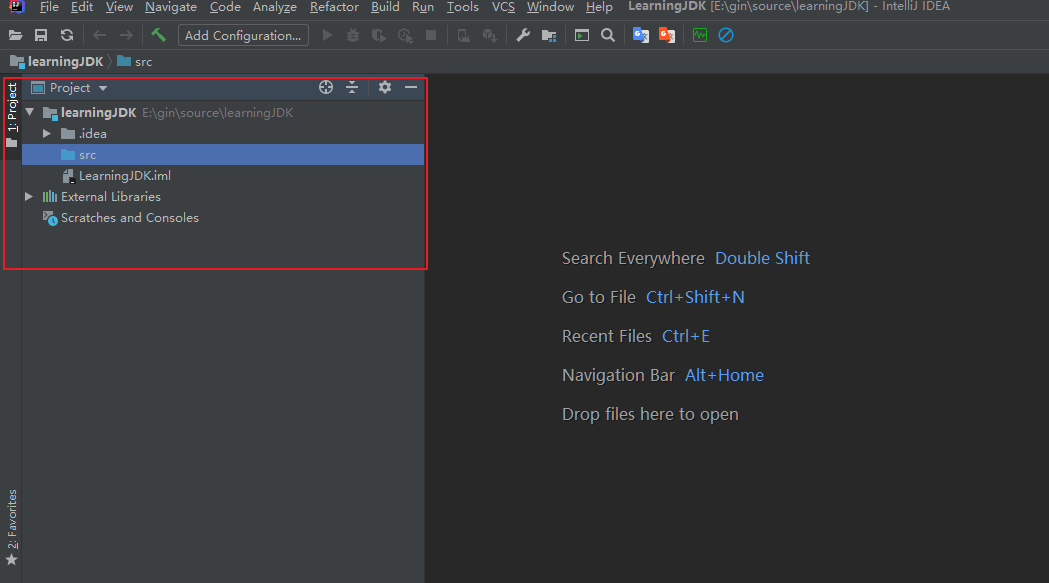 File Edit View Navigate Code Analyze Refactor Build Run Tools VCS Window Help LearningJDK [E:\gin\source\learningJDK] - IntelliJ IDEA
Add Configuration...
learningJDK src
1: Project
Project
learningJDK E:\gin\source\learningJDK
.idea
src
LearningJDK.iml
External Libraries
Scratches and Consoles
Search Everywhere Double Shift
Go to File Ctrl+Shift+N
Recent Files Ctrl+E
Navigation Bar Alt+Home
Drop files here to open
2: Favorites